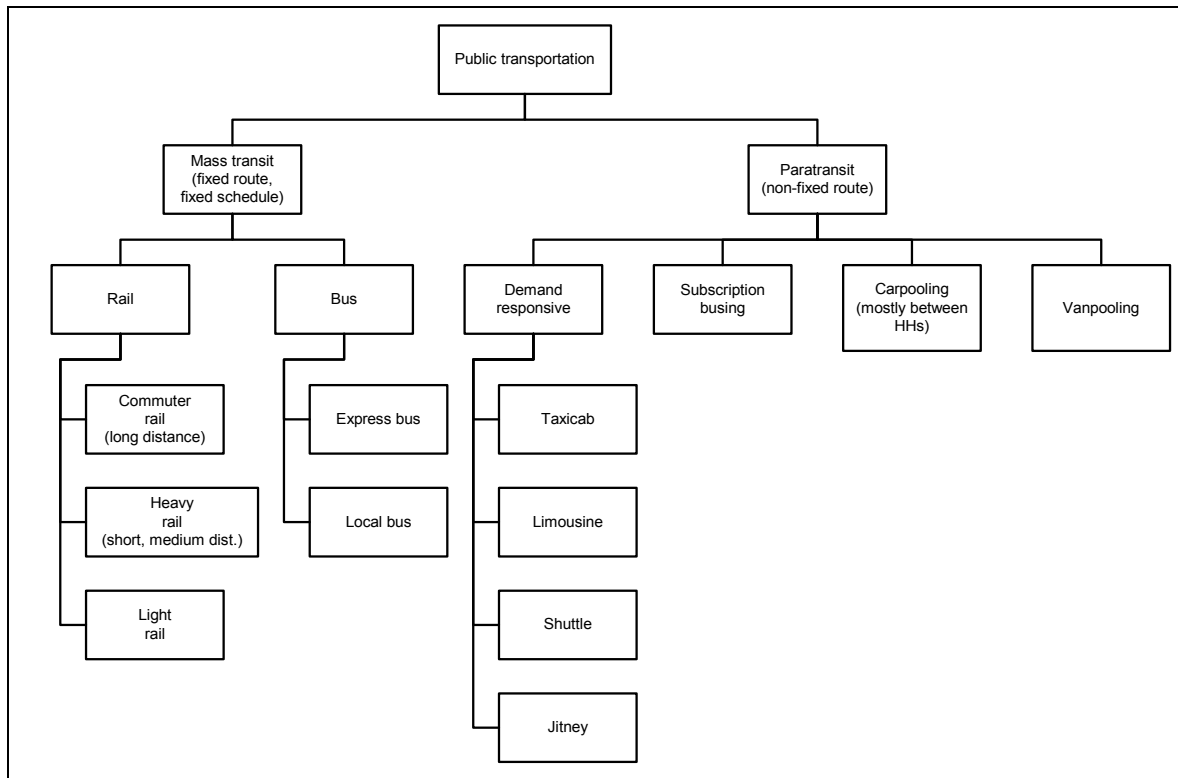 Public transportation
Mass transit
(fixed route,
fixed schedule)
Paratransit
(non-fixed route)
Rail
Bus
Demand
responsive
Subscription
busing
Carpooling
(mostly between
HHs)
Vanpooling
Commuter
rail
(long distance)
Express bus
Taxicab
Heavy
rail
(short, medium dist.)
Local bus
Limousine
Light
rail
Shuttle
Jitney